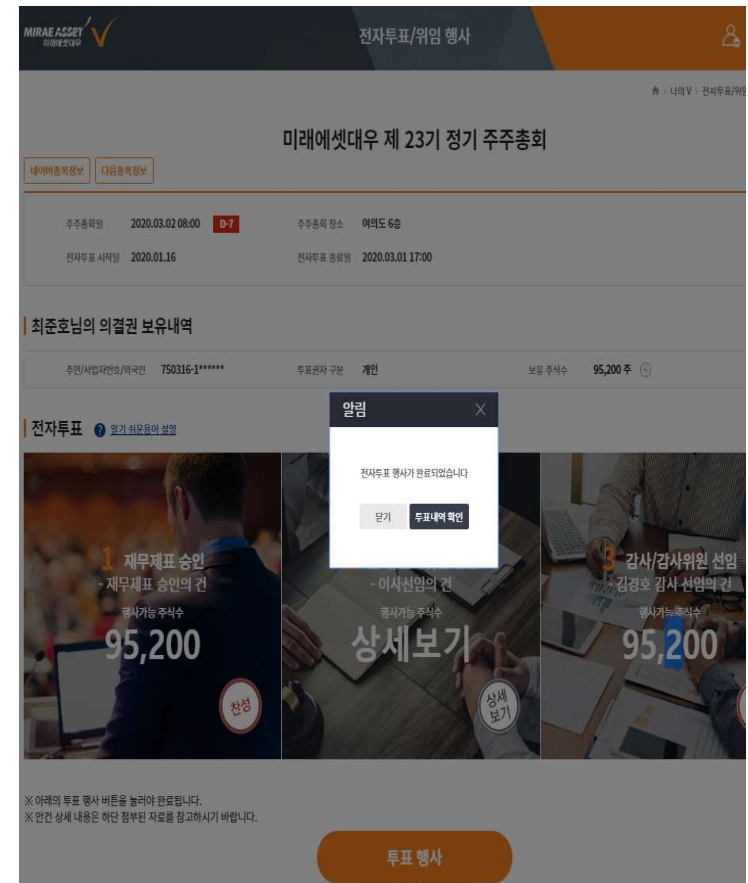 MIRAE ASSET
미래에셋대우
전자투표/위임 행사
나의 V > 전자투표/위임
미래에셋대우 제 23기 정기 주주총회
네이버종목정보 다음종목정보
주주총회일 2020.03.02 08:00 D-7 주주총회 장소 여의도 6층
전자투표 시작일 2020.01.16 전자투표 종료일 2020.03.01 17:00
최준호님의 의결권 보유내역
주민/사업자번호/외국인 750316-1****** 투표권자 구분 개인 보유 주식수 95,200 주
전자투표 ? 알기 쉬운용어 설명
알림
전자투표 행사가 완료되었습니다
닫기 투표내역 확인
1 재무제표 승인
- 재무제표 승인의 건
행사가능 주식수
95,200
찬성
- 이사선임의 건
행사가능 주식수
상세보기
상세
보기
3 감사/감사위원 선임
- 김경호 감사 선임의 건
행사가능 주식수
95,200
※ 아래의 투표 행사 버튼을 눌러야 완료됩니다.
※ 안건 상세 내용은 하단 첨부된 자료를 참고하시기 바랍니다.
투표 행사